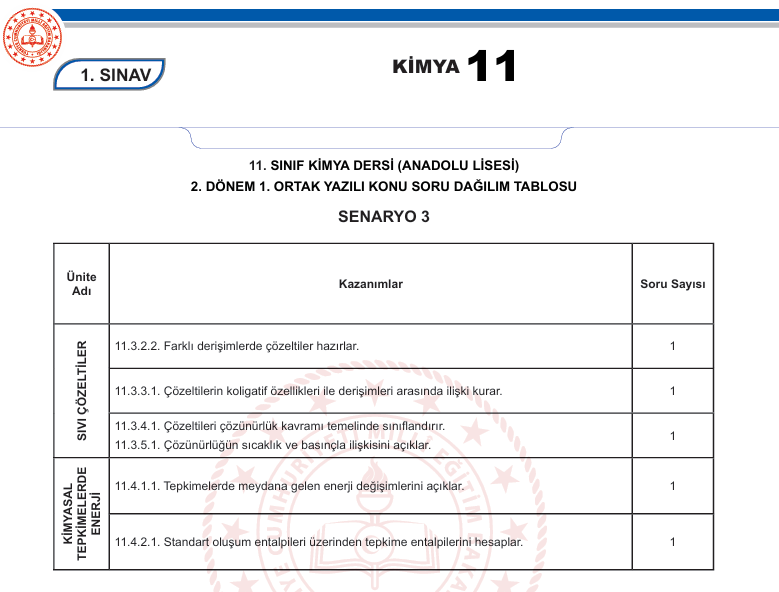 1. SINAV
KİMYA 11
11. SINIF KİMYA DERSİ (ANADOLU LİSESİ)
2. DÖNEM 1. ORTAK YAZILI KONU SORU DAĞILIM TABLOSU
SENARYO 3
Ünite
Adı
Kazanımlar
Soru Sayısı
SIVI ÇÖZELTİLER
11.3.2.2. Farklı derişimlerde çözeltiler hazırlar.
1
11.3.3.1. Çözeltilerin koligatif özellikleri ile derişimleri arasında ilişki kurar.
1
11.3.4.1. Çözeltileri çözünürlük kavramı temelinde sınıflandırır.
11.3.5.1. Çözünürlüğün sıcaklık ve basınçla ilişkisini açıklar.
1
KİMYASAL
TEPKİMELERDE
ENERJİ
11.4.1.1. Tepkimelerde meydana gelen enerji değişimlerini açıklar.
1
11.4.2.1. Standart oluşum entalpileri üzerinden tepkime entalpilerini hesaplar.
1